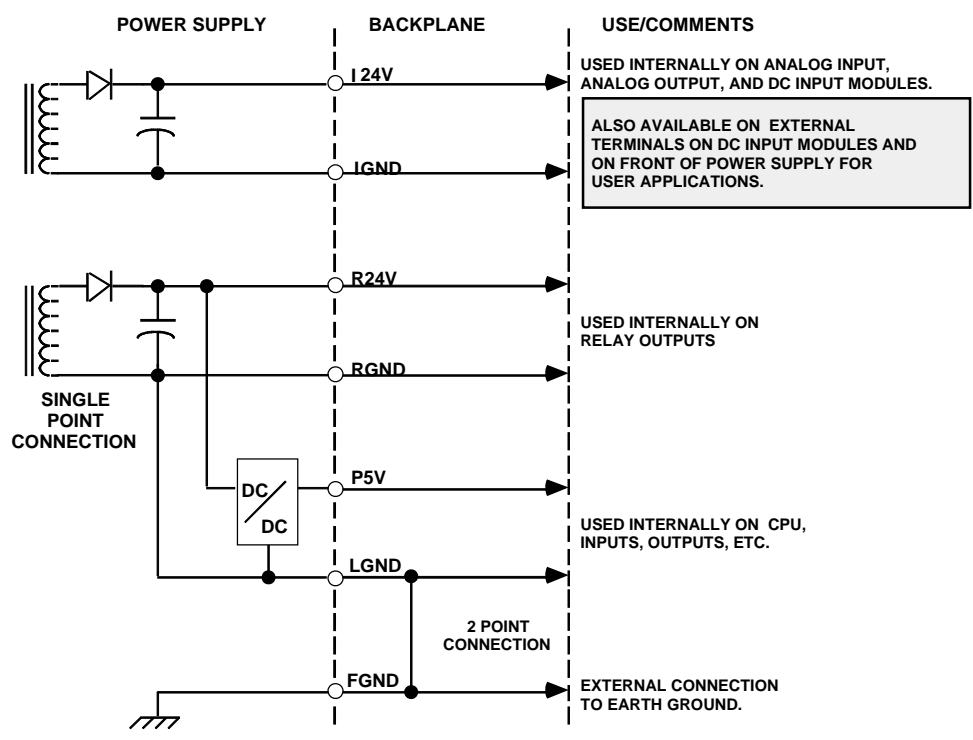 POWER SUPPLY
BACKPLANE
USE/COMMENTS
I 24V
USED INTERNALLY ON ANALOG INPUT,
ANALOG OUTPUT, AND DC INPUT MODULES.
ALSO AVAILABLE ON EXTERNAL
TERMINALS ON DC INPUT MODULES AND
ON FRONT OF POWER SUPPLY FOR
USER APPLICATIONS.
IGND
R24V
USED INTERNALLY ON
RELAY OUTPUTS
RGND
SINGLE
POINT
CONNECTION
DC
DC
P5V
USED INTERNALLY ON CPU,
INPUTS, OUTPUTS, ETC.
LGND
2 POINT
CONNECTION
FGND
EXTERNAL CONNECTION
TO EARTH GROUND.